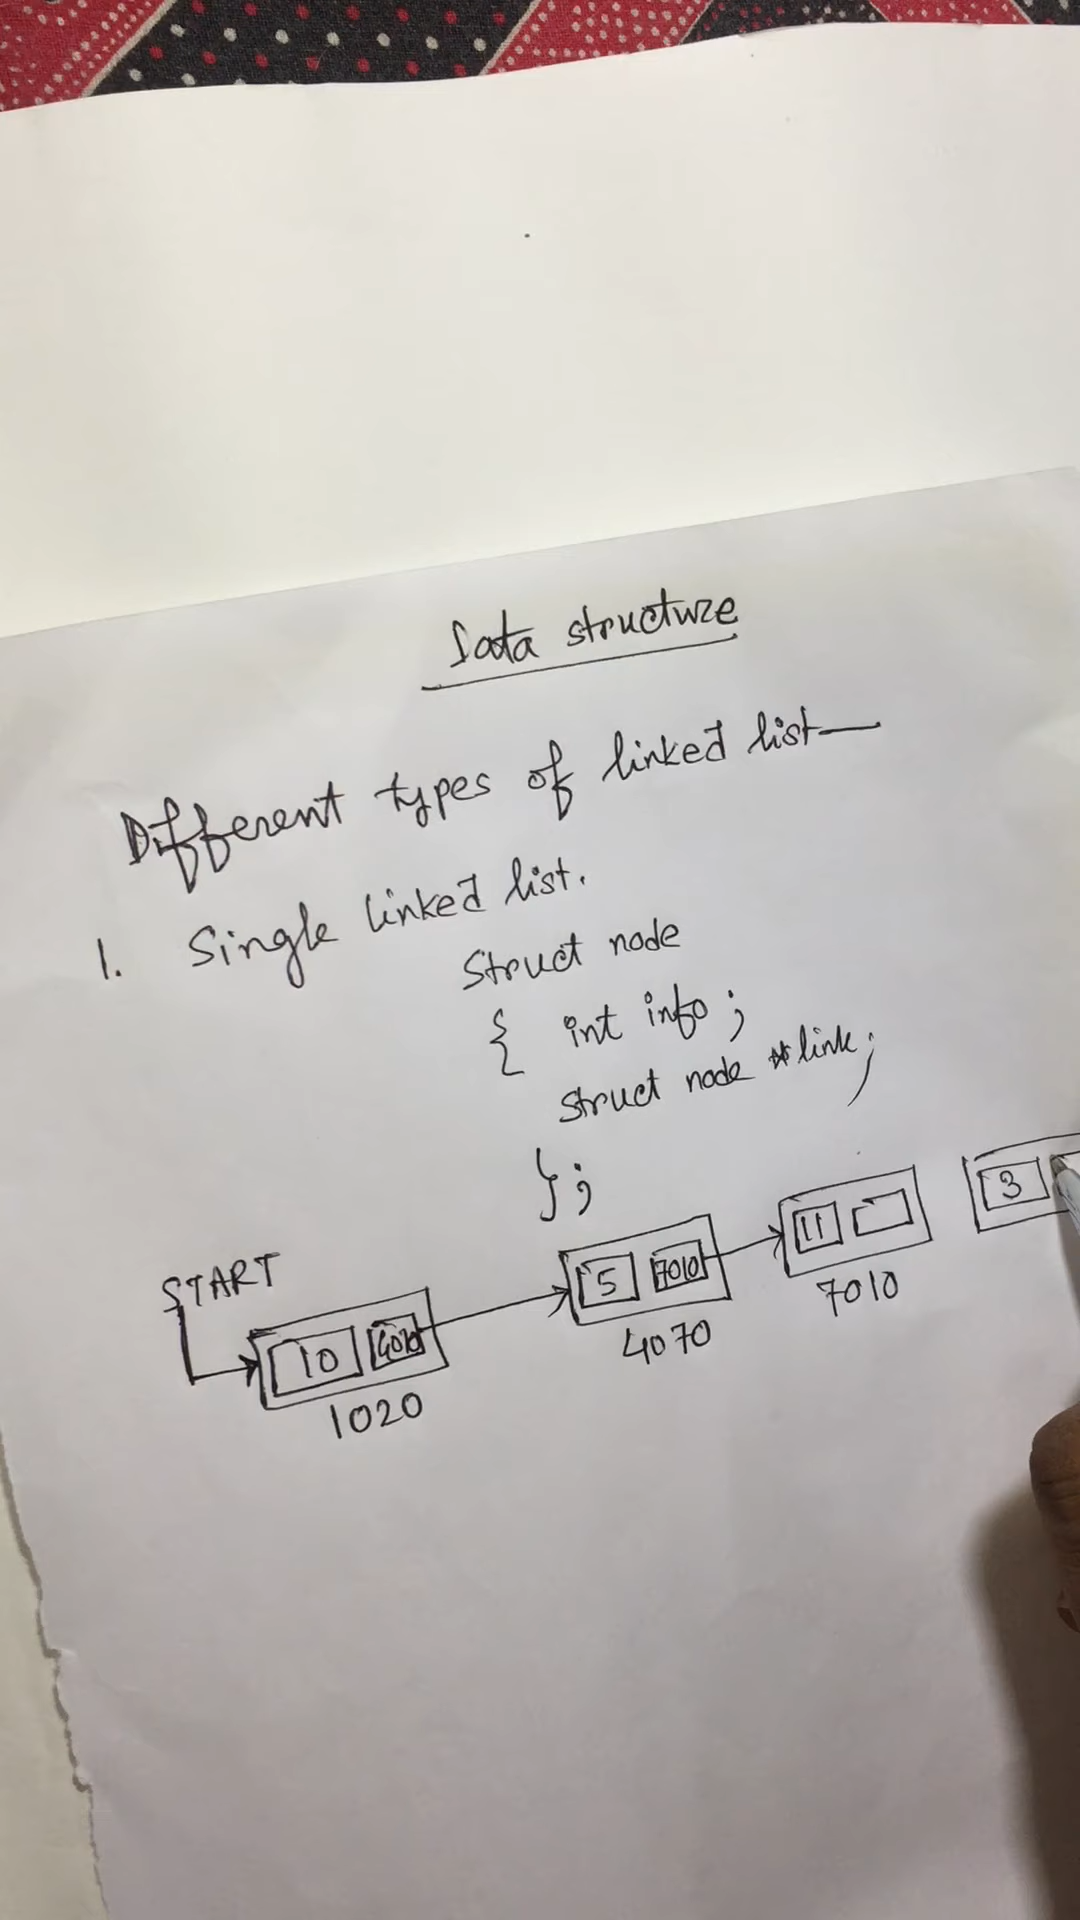 Data structure
Different types of linked list—
1. Single linked list.
Struct node
{ int info;
struct node *link;
};
START
10 4070
1020
5 7010
4070
11
7010
3